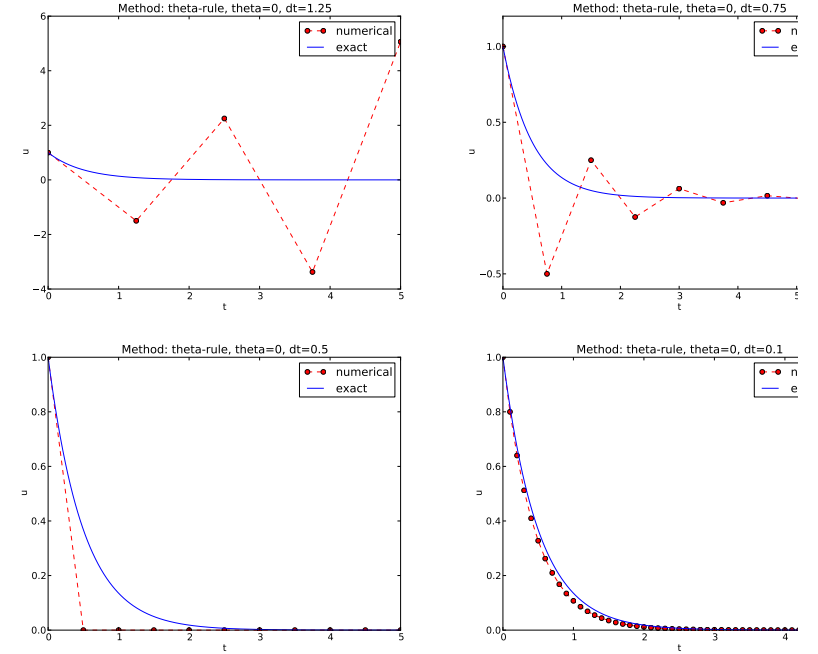 Method: theta-rule, theta=0, dt=1.25
6
4
2
0
−2
−4
u
0 1 2 3 4 5
t
numerical
exact
Method: theta-rule, theta=0, dt=0.75
1.0
0.5
0.0
−0.5
u
0 1 2 3 4 5
t
n
e
Method: theta-rule, theta=0, dt=0.5
1.0
0.8
0.6
0.4
0.2
0.0
u
0 1 2 3 4 5
t
numerical
exact
Method: theta-rule, theta=0, dt=0.1
1.0
0.8
0.6
0.4
0.2
0.0
u
0 1 2 3 4
t
n
e